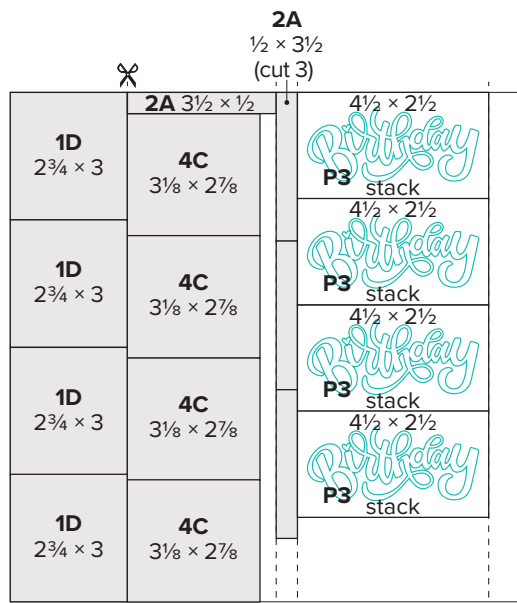 2A
½ × 3½
(cut 3)
2A 3½ × ½
1D
2¾ × 3
1D
2¾ × 3
1D
2¾ × 3
1D
2¾ × 3
4C
3⅛ × 2⅞
4C
3⅛ × 2⅞
4C
3⅛ × 2⅞
4C
3⅛ × 2⅞
4½ × 2½
Birthday
P3 stack
4½ × 2½
Birthday
P3 stack
4½ × 2½
Birthday
P3 stack
4½ × 2½
Birthday
P3 stack